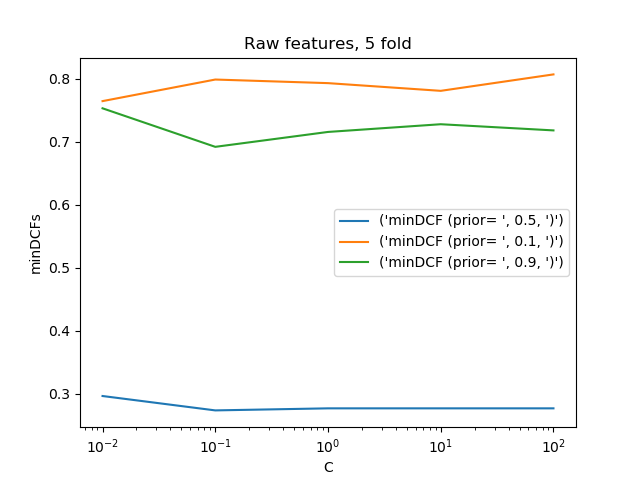 Raw features, 5 fold
0.8
0.7
0.6
0.5
0.4
0.3
minDCFs
('minDCF (prior= ', 0.5, ')')
('minDCF (prior= ', 0.1, ')')
('minDCF (prior= ', 0.9, ')')
10⁻² 10⁻¹ 10⁰ 10¹ 10²
C